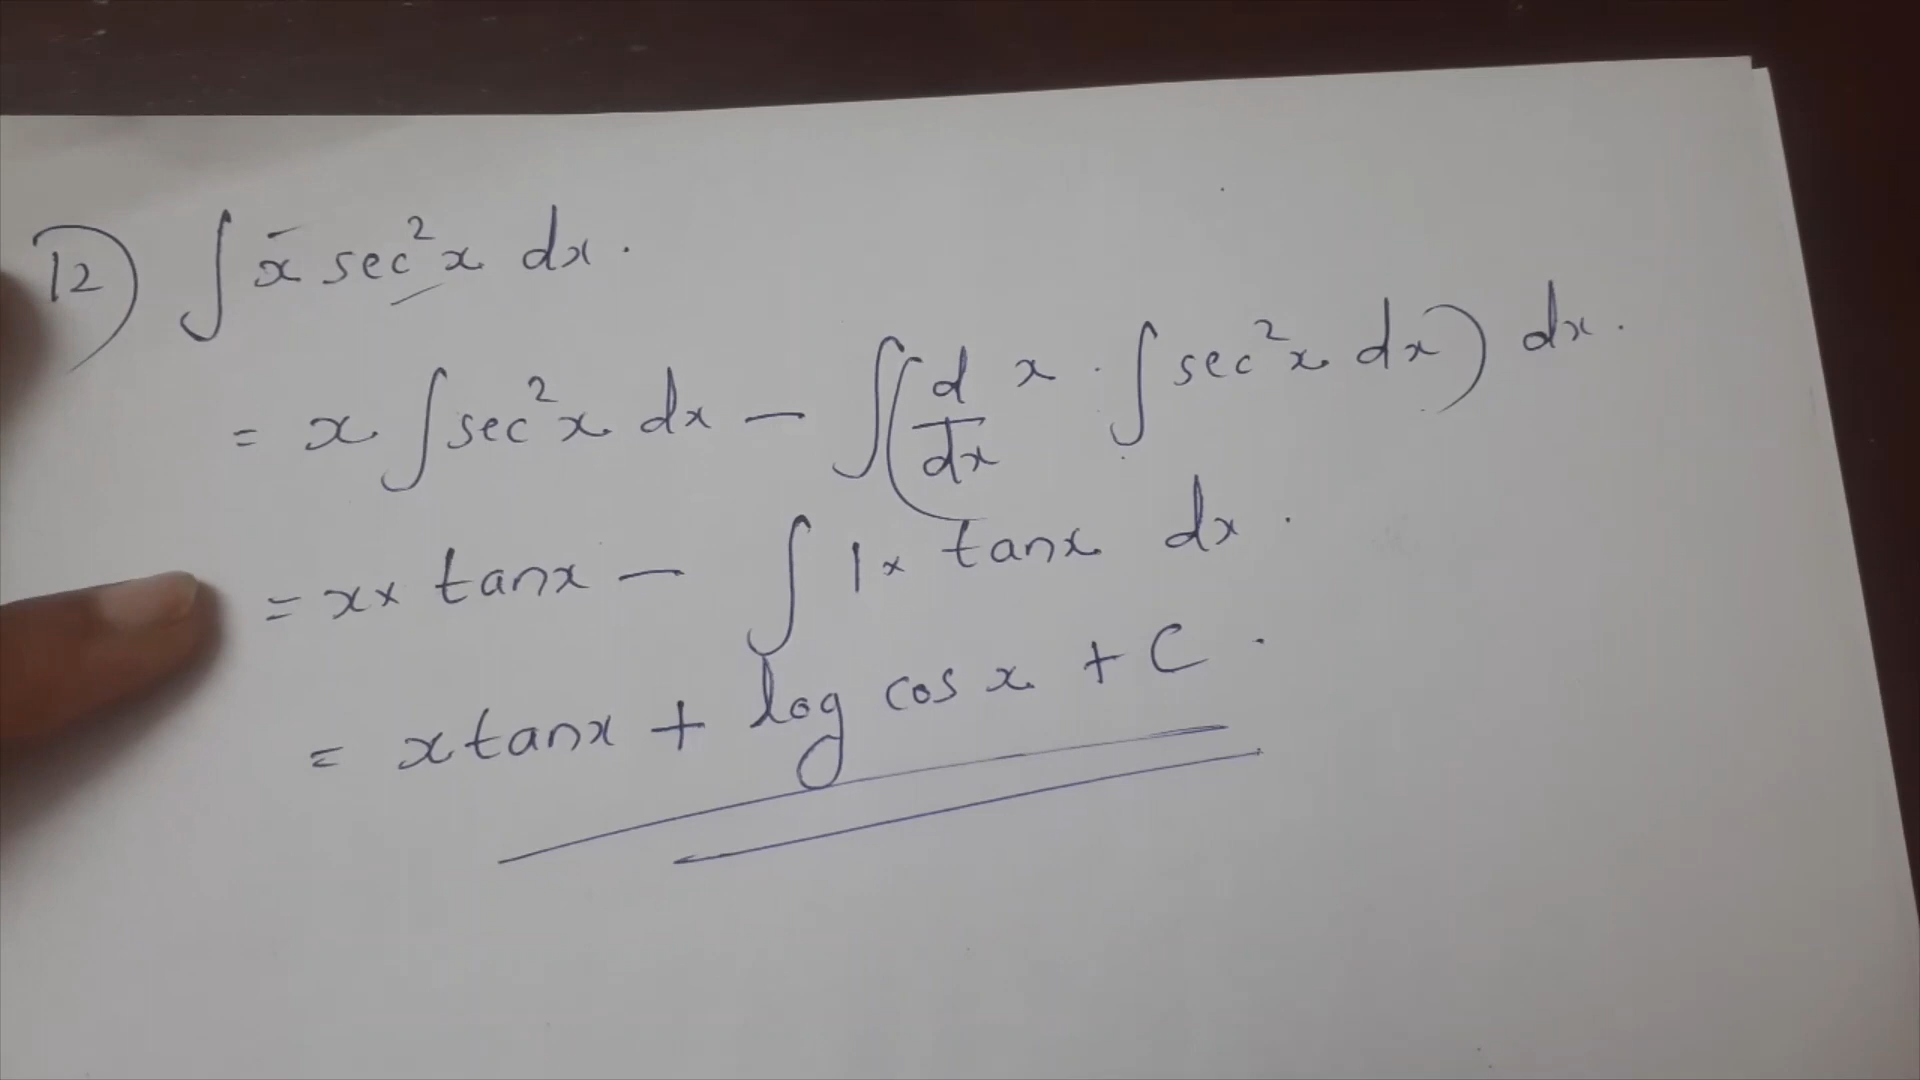 12) ∫ x sec²x dx.
= x ∫ sec²x dx − ∫( d/dx x · ∫ sec²x dx ) dx.
= x × tanx − ∫ 1 × tanx dx.
= x tanx + log cos x + C.